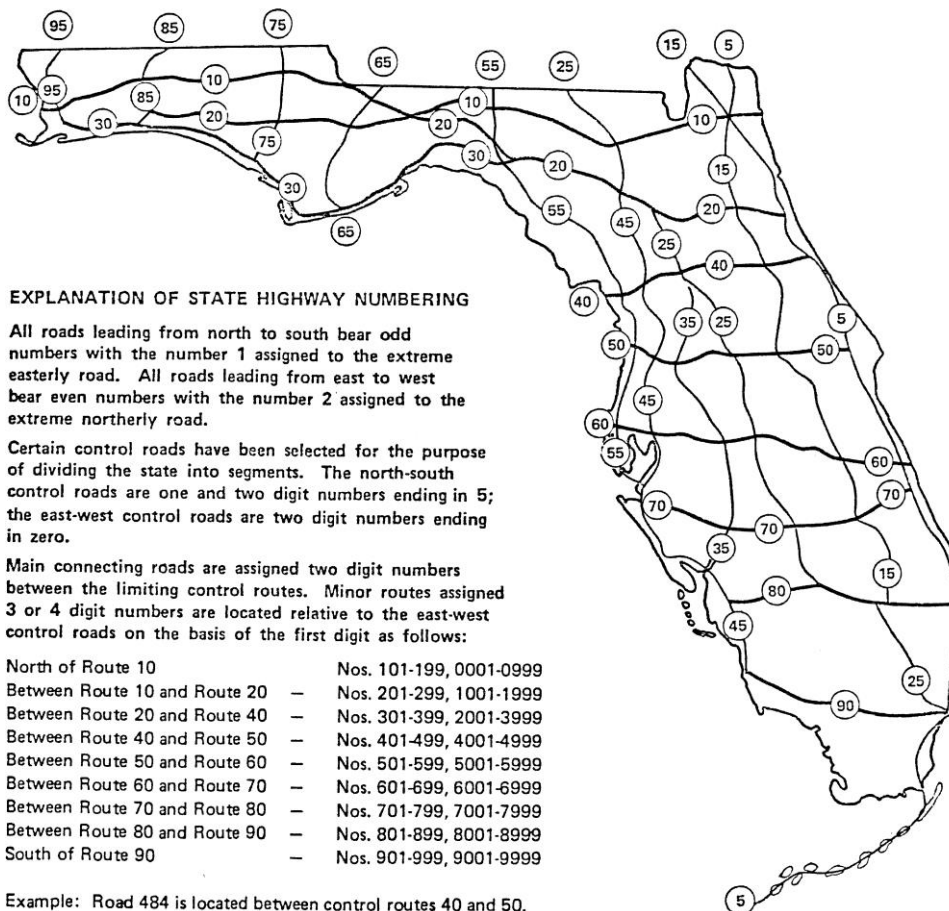 95 85 75 15 5
65 55 25
10 95 85 10 10 10
30 20 20
75 30 20 15
30 55 45 20
65 25
40 40
35 25 5
50 50
45
60
55 60
70 70 70
35 15
80
45
25
90
5
EXPLANATION OF STATE HIGHWAY NUMBERING
All roads leading from north to south bear odd
numbers with the number 1 assigned to the extreme
easterly road. All roads leading from east to west
bear even numbers with the number 2 assigned to the
extreme northerly road.
Certain control roads have been selected for the purpose
of dividing the state into segments. The north-south
control roads are one and two digit numbers ending in 5;
the east-west control roads are two digit numbers ending
in zero.
Main connecting roads are assigned two digit numbers
between the limiting control routes. Minor routes assigned
3 or 4 digit numbers are located relative to the east-west
control roads on the basis of the first digit as follows:
North of Route 10 Nos. 101-199, 0001-0999
Between Route 10 and Route 20 — Nos. 201-299, 1001-1999
Between Route 20 and Route 40 — Nos. 301-399, 2001-3999
Between Route 40 and Route 50 — Nos. 401-499, 4001-4999
Between Route 50 and Route 60 — Nos. 501-599, 5001-5999
Between Route 60 and Route 70 — Nos. 601-699, 6001-6999
Between Route 70 and Route 80 — Nos. 701-799, 7001-7999
Between Route 80 and Route 90 — Nos. 801-899, 8001-8999
South of Route 90 — Nos. 901-999, 9001-9999
Example: Road 484 is located between control routes 40 and 50.